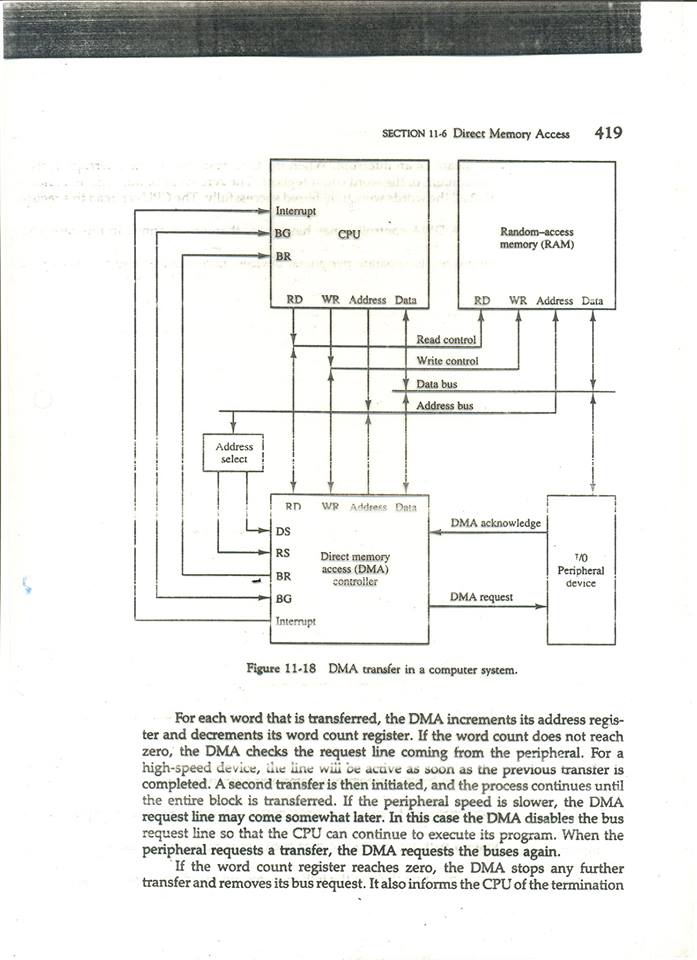 SECTION 11-6 Direct Memory Access 419
Interrupt
BG
CPU
BR
RD WR Address Data
Random-access
memory (RAM)
RD WR Address Data
Read control
Write control
Data bus
Address bus
Address
select
RD WR Address Data
DS
RS
BR
BG
Interrupt
Direct memory
access (DMA)
controller
DMA acknowledge
DMA request
I/O
Peripheral
device
Figure 11-18 DMA transfer in a computer system.
For each word that is transferred, the DMA increments its address regis-
ter and decrements its word count register. If the word count does not reach
zero, the DMA checks the request line coming from the peripheral. For a
high-speed device, the line will be active as soon as the previous transfer is
completed. A second transfer is then initiated, and the process continues until
the entire block is transferred. If the peripheral speed is slower, the DMA
request line may come somewhat later. In this case the DMA disables the bus
request line so that the CPU can continue to execute its program. When the
peripheral requests a transfer, the DMA requests the buses again.
If the word count register reaches zero, the DMA stops any further
transfer and removes its bus request. It also informs the CPU of the termination